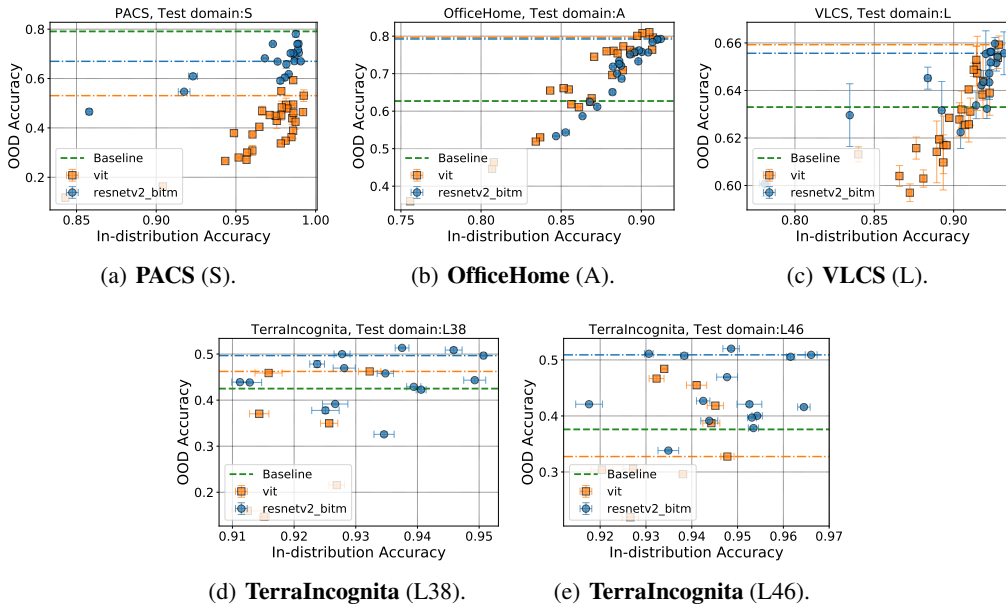 PACS, Test domain:S
OOD Accuracy
0.8
0.6
0.4
0.2
Baseline
vit
resnetv2_bitm
0.85
0.90
0.95
1.00
In-distribution Accuracy
(a) PACS (S).
OfficeHome, Test domain:A
OOD Accuracy
0.8
0.7
0.6
0.5
0.4
Baseline
vit
resnetv2_bitm
0.75
0.80
0.85
0.90
In-distribution Accuracy
(b) OfficeHome (A).
VLCS, Test domain:L
OOD Accuracy
0.66
0.64
0.62
0.60
Baseline
vit
resnetv2_bitm
0.80
0.85
0.90
In-distribution Accuracy
(c) VLCS (L).
TerraIncognita, Test domain:L38
OOD Accuracy
0.5
0.4
0.3
0.2
Baseline
vit
resnetv2_bitm
0.91
0.92
0.93
0.94
0.95
In-distribution Accuracy
(d) TerraIncognita (L38).
TerraIncognita, Test domain:L46
OOD Accuracy
0.5
0.4
0.3
Baseline
vit
resnetv2_bitm
0.92
0.93
0.94
0.95
0.96
0.97
In-distribution Accuracy
(e) TerraIncognita (L46).